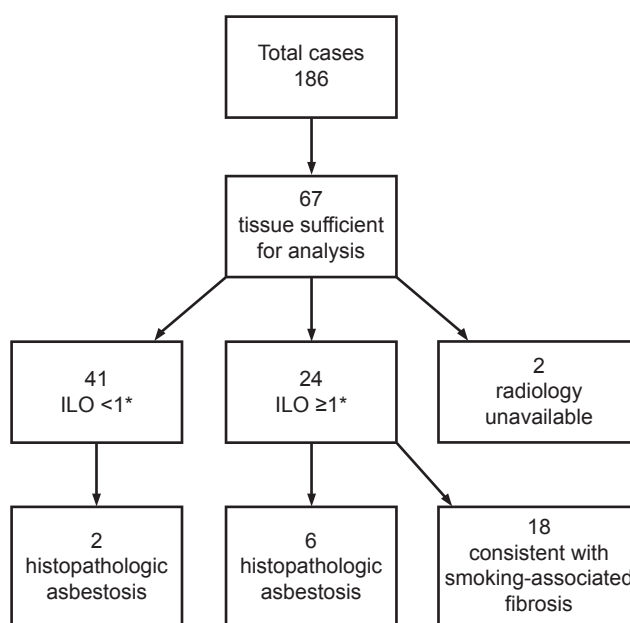 Total cases
186
67
tissue sufficient
for analysis
41
ILO <1*
24
ILO ≥1*
2
radiology
unavailable
2
histopathologic
asbestosis
6
histopathologic
asbestosis
18
consistent with
smoking-associated
fibrosis